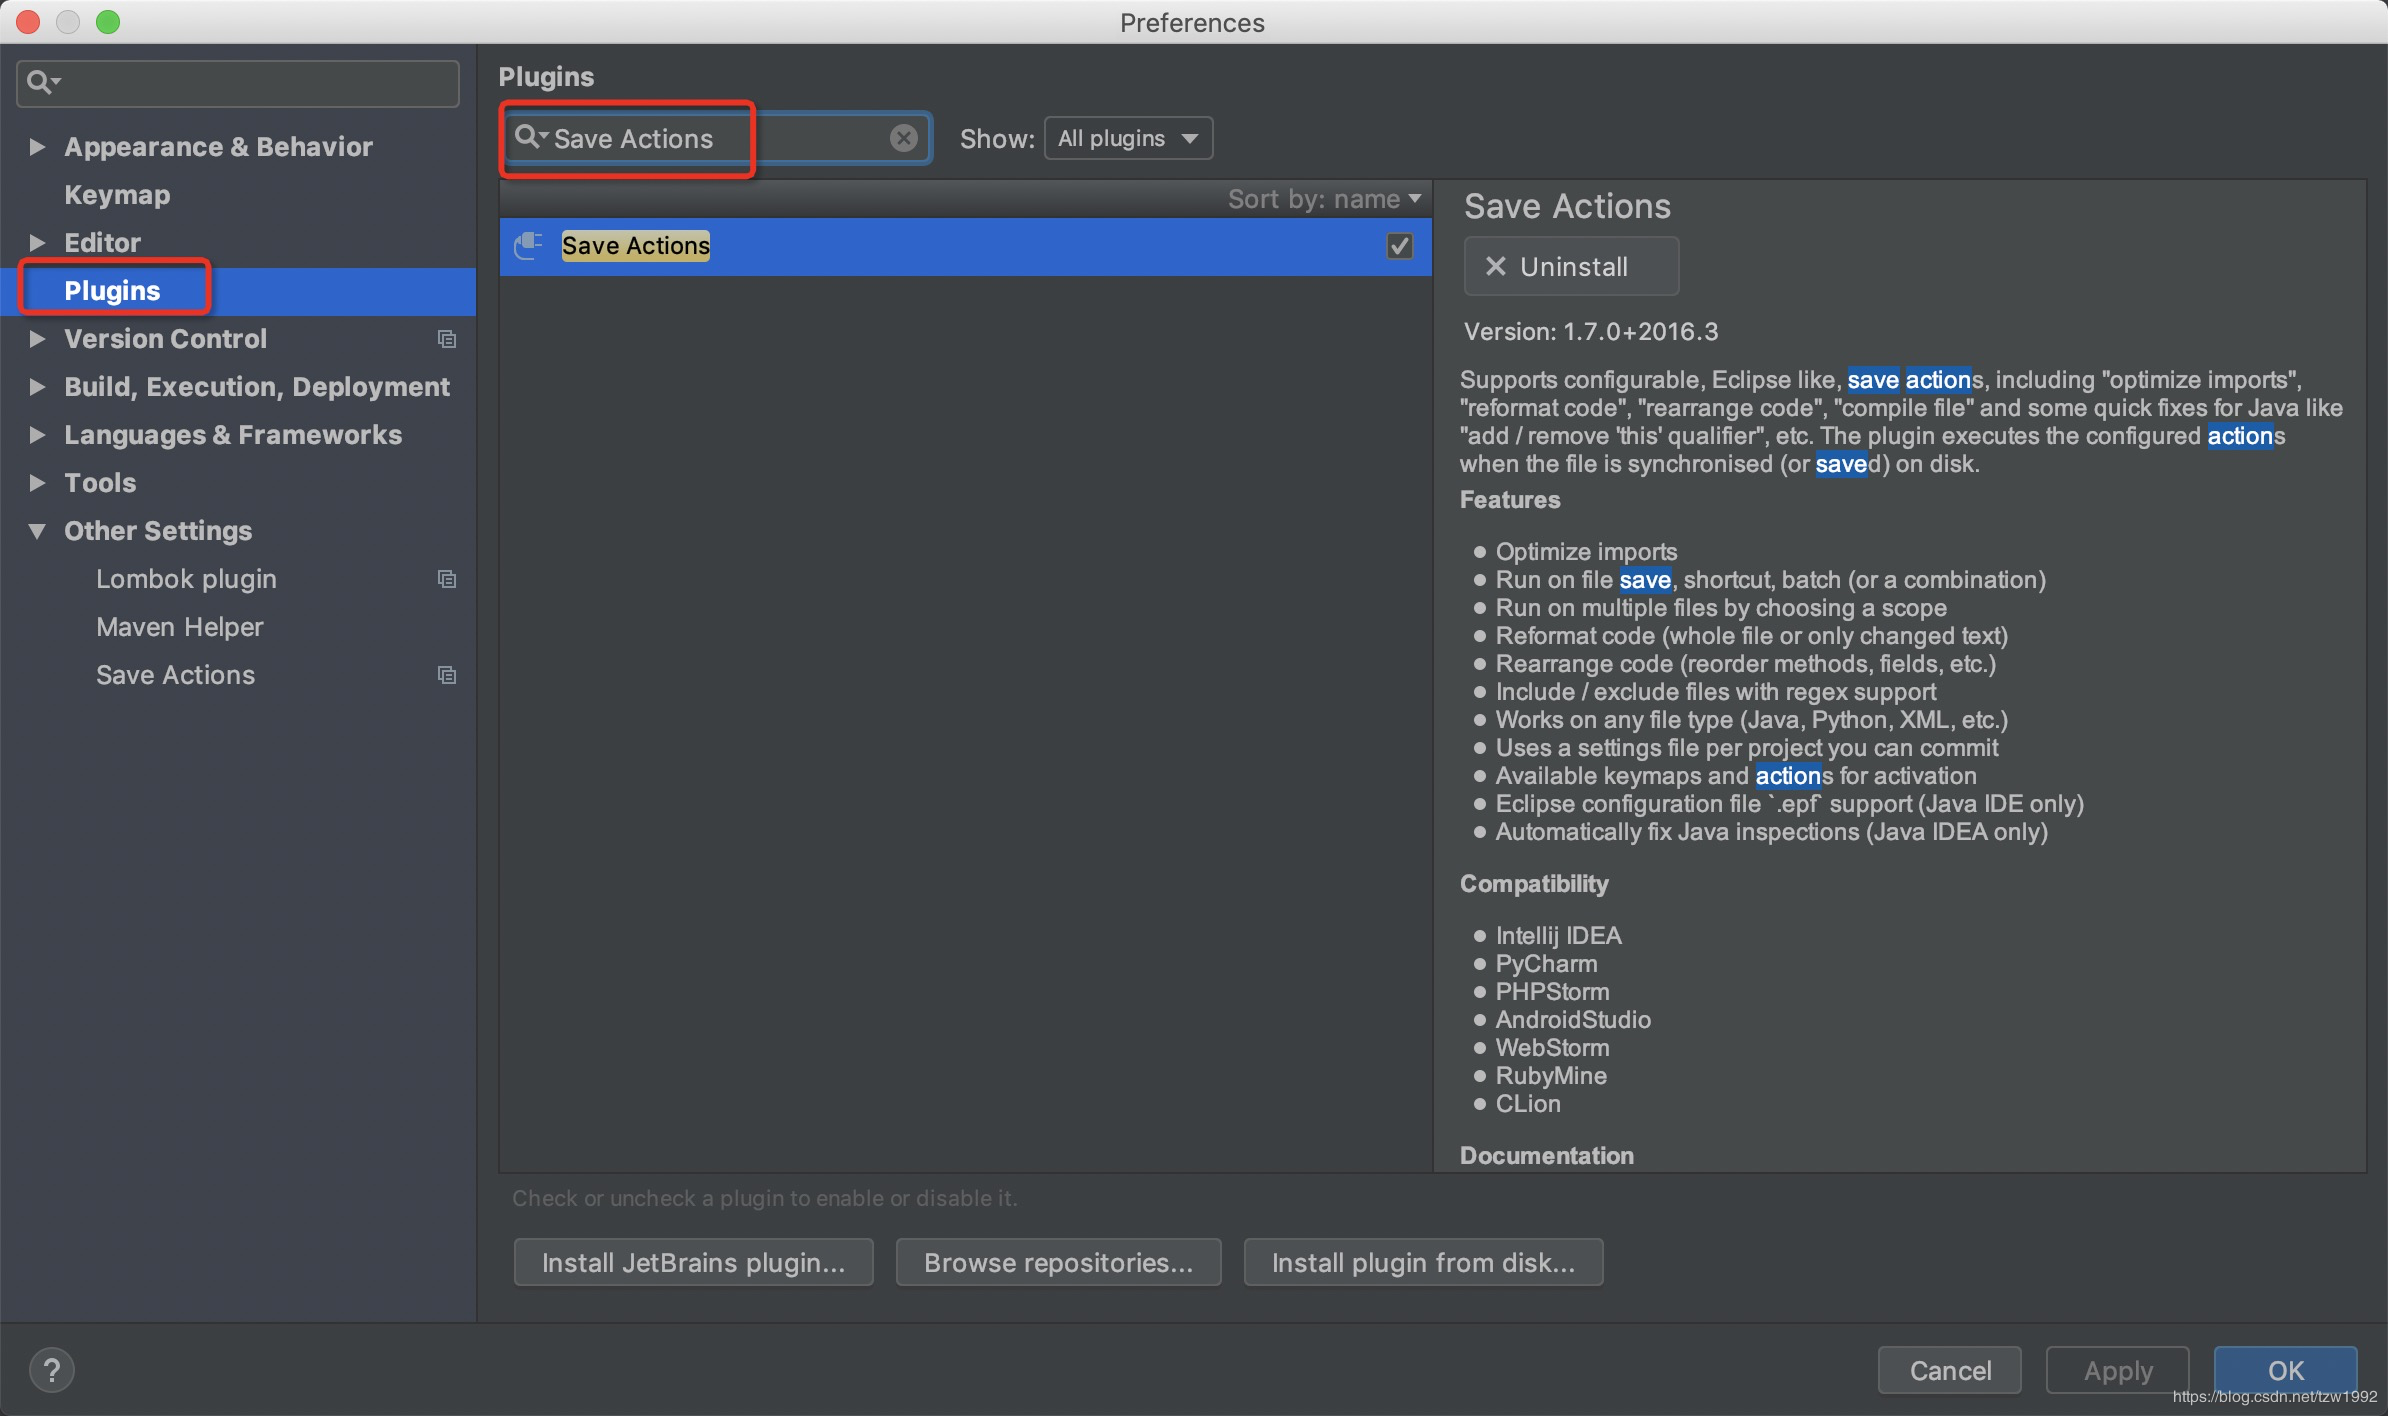 Preferences
Appearance & Behavior
Keymap
Editor
Plugins
Version Control
Build, Execution, Deployment
Languages & Frameworks
Tools
Other Settings
Lombok plugin
Maven Helper
Save Actions
Plugins
Save Actions
Show: All plugins
Sort by: name
Save Actions
Save Actions
Uninstall
Version: 1.7.0+2016.3
Supports configurable, Eclipse like, save actions, including "optimize imports",
"reformat code", "rearrange code", "compile file" and some quick fixes for Java like
"add / remove 'this' qualifier", etc. The plugin executes the configured actions
when the file is synchronised (or saved) on disk.
Features
● Optimize imports
● Run on file save, shortcut, batch (or a combination)
● Run on multiple files by choosing a scope
● Reformat code (whole file or only changed text)
● Rearrange code (reorder methods, fields, etc.)
● Include / exclude files with regex support
● Works on any file type (Java, Python, XML, etc.)
● Uses a settings file per project you can commit
● Available keymaps and actions for activation
● Eclipse configuration file `.epf` support (Java IDE only)
● Automatically fix Java inspections (Java IDEA only)
Compatibility
● Intellij IDEA
● PyCharm
● PHPStorm
● AndroidStudio
● WebStorm
● RubyMine
● CLion
Documentation
Check or uncheck a plugin to enable or disable it.
Install JetBrains plugin...
Browse repositories...
Install plugin from disk...
?
Cancel
Apply
OK
https://blog.csdn.net/tzw1992